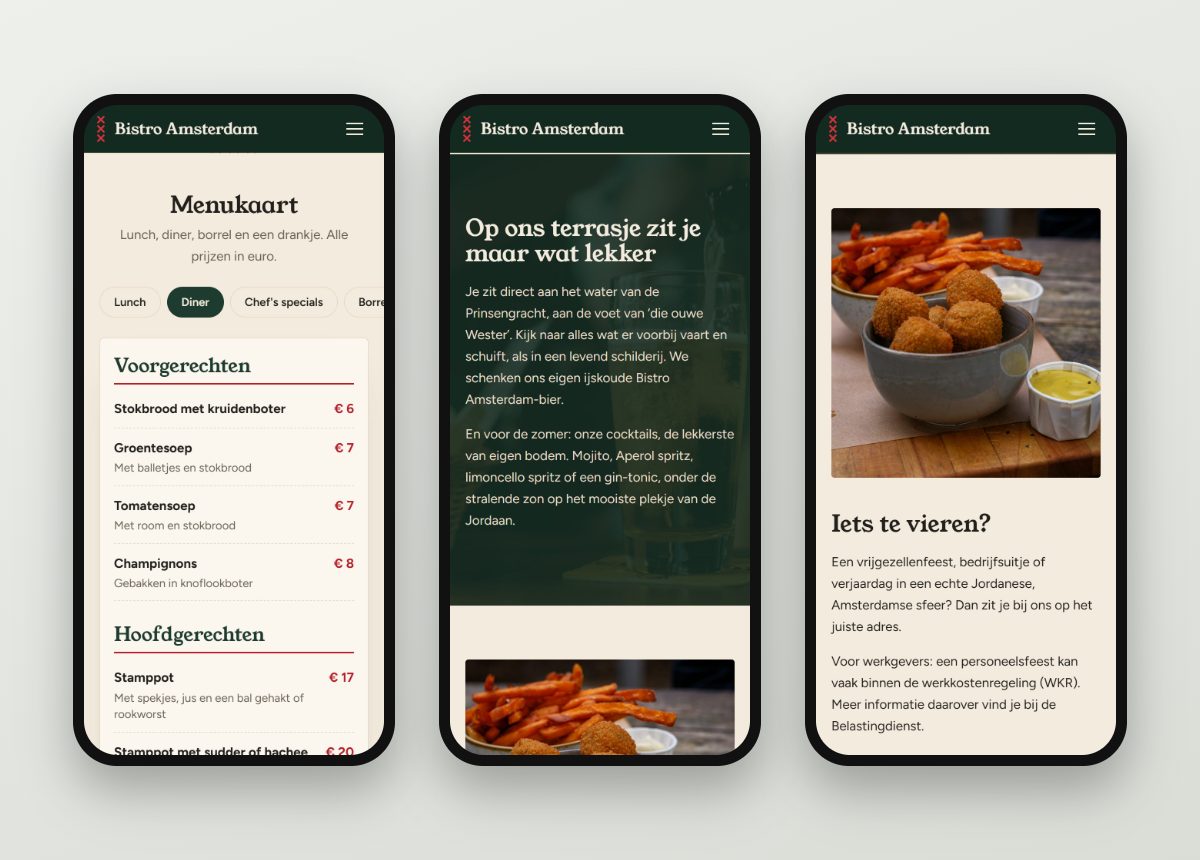 Bistro Amsterdam
Menukaart
Lunch, diner, borrel en een drankje. Alle
prijzen in euro.
Lunch
Diner
Chef's specials
Borre
Voorgerechten
Stokbrood met kruidenboter € 6
Groentesoep € 7
Met balletjes en stokbrood
Tomatensoep € 7
Met room en stokbrood
Champignons € 8
Gebakken in knoflookboter
Hoofdgerechten
Stamppot € 17
Met spekjes, jus en een bal gehakt of
rookworst
Stamppot met sudder of hachee € 20
Bistro Amsterdam
Op ons terrasje zit je
maar wat lekker
Je zit direct aan het water van de
Prinsengracht, aan de voet van ‘die ouwe
Wester’. Kijk naar alles wat er voorbij vaart en
schuift, als in een levend schilderij. We
schenken ons eigen ijskoude Bistro
Amsterdam-bier.
En voor de zomer: onze cocktails, de lekkerste
van eigen bodem. Mojito, Aperol spritz,
limoncello spritz of een gin-tonic, onder de
stralende zon op het mooiste plekje van de
Jordaan.
Bistro Amsterdam
Iets te vieren?
Een vrijgezellenfeest, bedrijfsuitje of
verjaardag in een echte Jordanese,
Amsterdamse sfeer? Dan zit je bij ons op het
juiste adres.
Voor werkgevers: een personeelsfeest kan
vaak binnen de werkkostenregeling (WKR).
Meer informatie daarover vind je bij de
Belastingdienst.